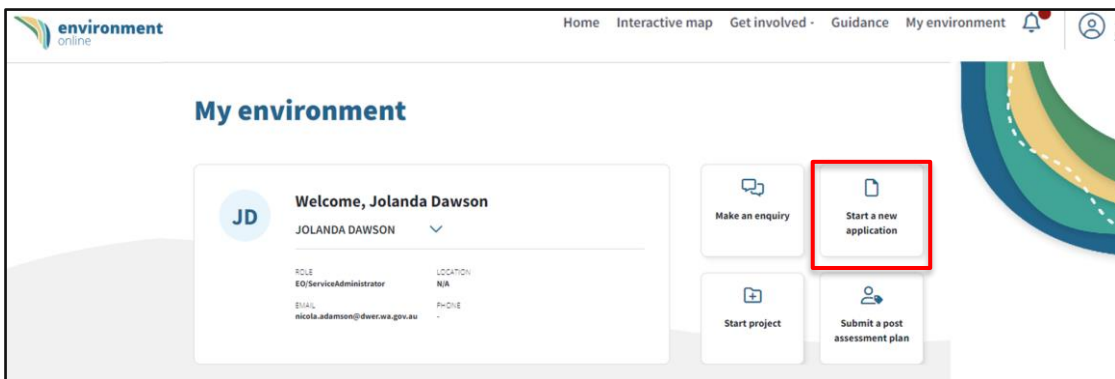 environment
online
Home Interactive map Get involved - Guidance My environment
My environment
JD
Welcome, Jolanda Dawson
JOLANDA DAWSON
ROLE
EO/ServiceAdministrator
LOCATION
N/A
EMAIL
nicola.adamson@dwer.wa.gov.au
PHONE
-
Make an enquiry
Start a new
application
Start project
Submit a post
assessment plan